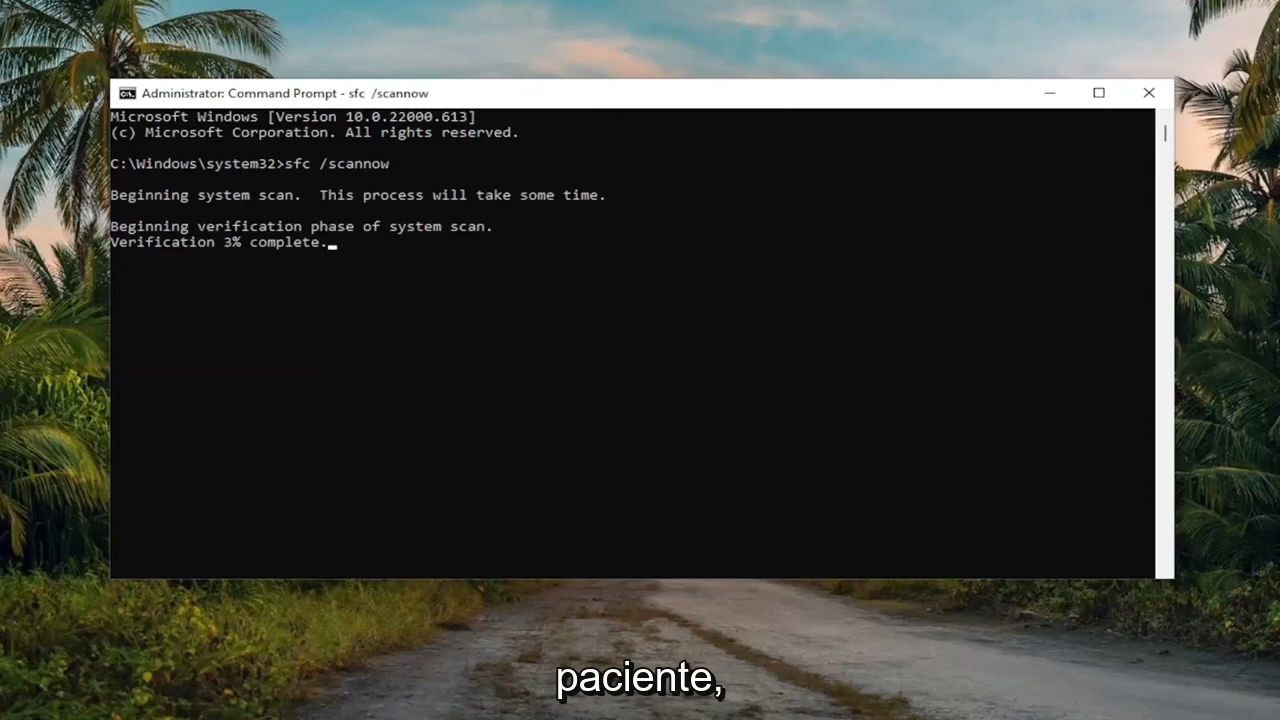 Administrator: Command Prompt - sfc  /scannow
Microsoft Windows [Version 10.0.22000.613]
(c) Microsoft Corporation. All rights reserved.
C:\Windows\system32>sfc /scannow
Beginning system scan.  This process will take some time.
Beginning verification phase of system scan.
Verification 3% complete.
paciente,